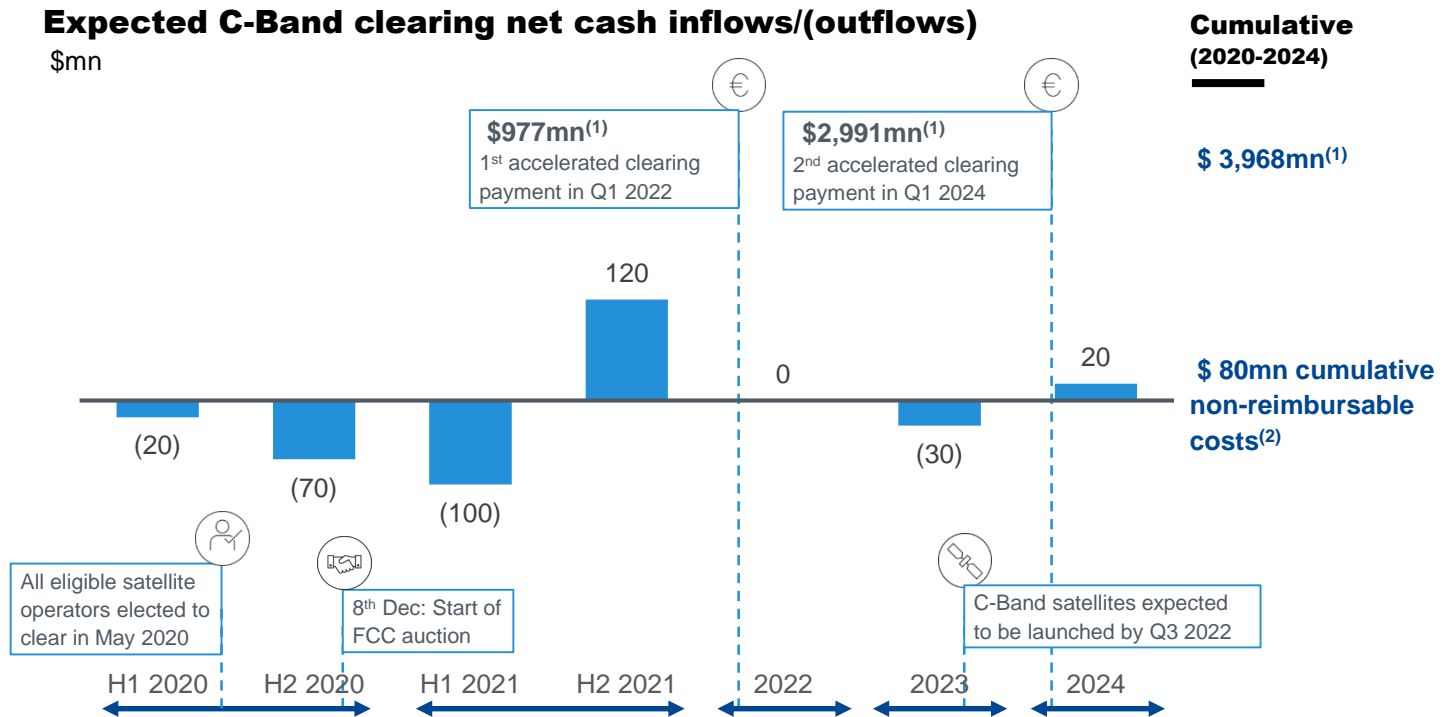 Expected C-Band clearing net cash inflows/(outflows)
$mn
Cumulative
(2020-2024)
€
€
$977mn(1)
1st accelerated clearing
payment in Q1 2022
$2,991mn(1)
2nd accelerated clearing
payment in Q1 2024
$ 3,968mn(1)
120
0
20
(20)
(70)
(100)
(30)
$ 80mn cumulative
non-reimbursable
costs(2)
All eligible satellite
operators elected to
clear in May 2020
8th Dec: Start of
FCC auction
C-Band satellites expected
to be launched by Q3 2022
H1 2020
H2 2020
H1 2021
H2 2021
2022
2023
2024